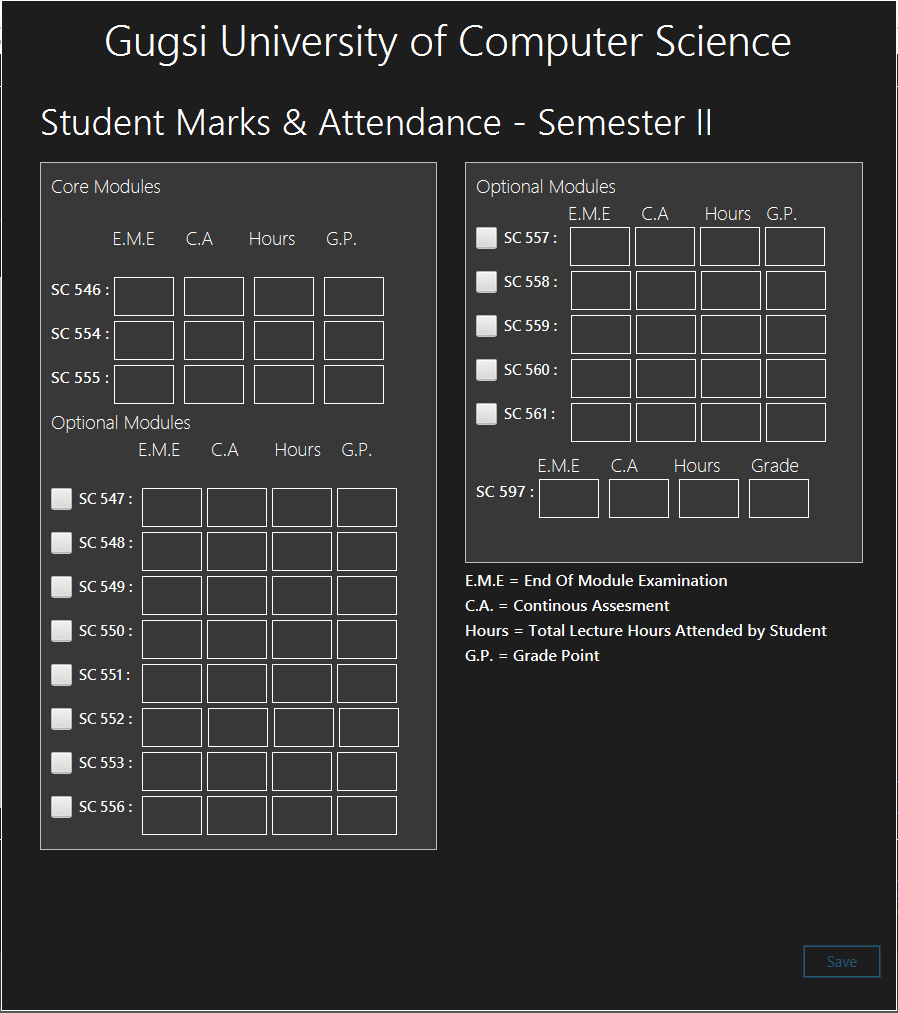 Gugsi University of Computer Science
Student Marks & Attendance - Semester II
Core Modules
E.M.E C.A Hours G.P.
SC 546 :
SC 554 :
SC 555 :
Optional Modules
E.M.E C.A Hours G.P.
SC 547 :
SC 548 :
SC 549 :
SC 550 :
SC 551 :
SC 552 :
SC 553 :
SC 556 :
Optional Modules
E.M.E C.A Hours G.P.
SC 557 :
SC 558 :
SC 559 :
SC 560 :
SC 561 :
E.M.E C.A Hours Grade
SC 597 :
E.M.E = End Of Module Examination
C.A. = Continous Assesment
Hours = Total Lecture Hours Attended by Student
G.P. = Grade Point
Save